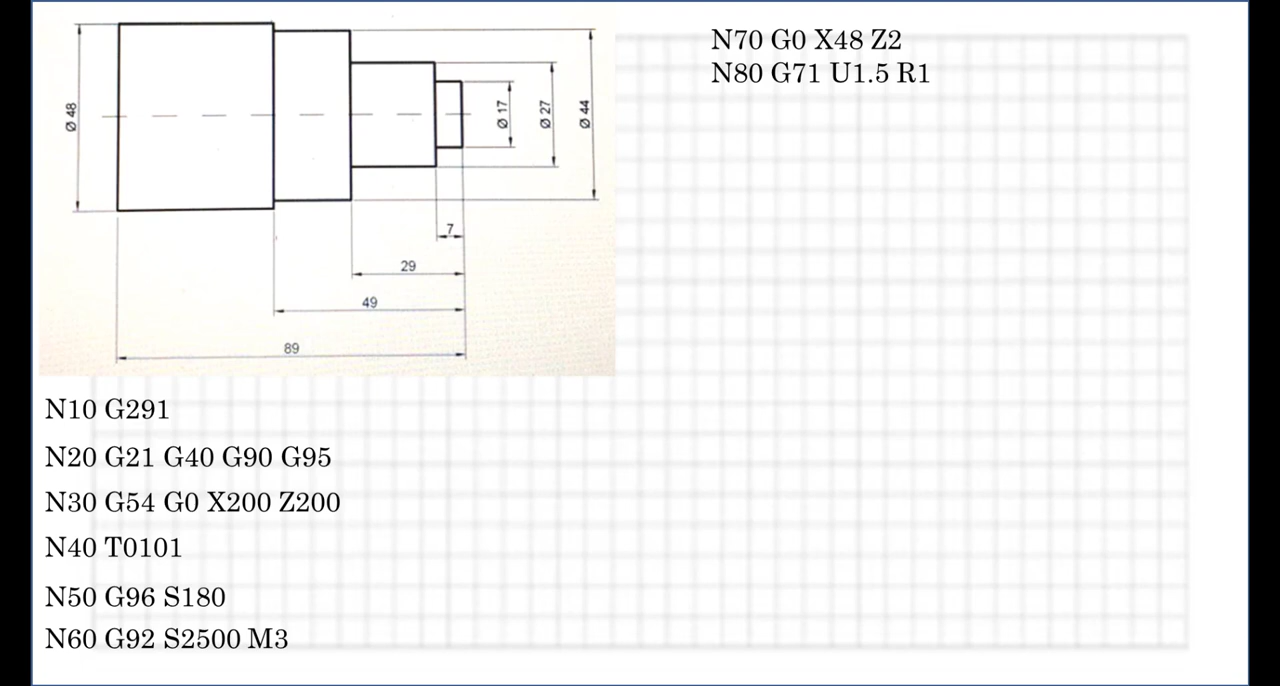 Ø 48
Ø 17
Ø 27
Ø 44
7
29
49
89
N10 G291
N20 G21 G40 G90 G95
N30 G54 G0 X200 Z200
N40 T0101
N50 G96 S180
N60 G92 S2500 M3
N70 G0 X48 Z2
N80 G71 U1.5 R1